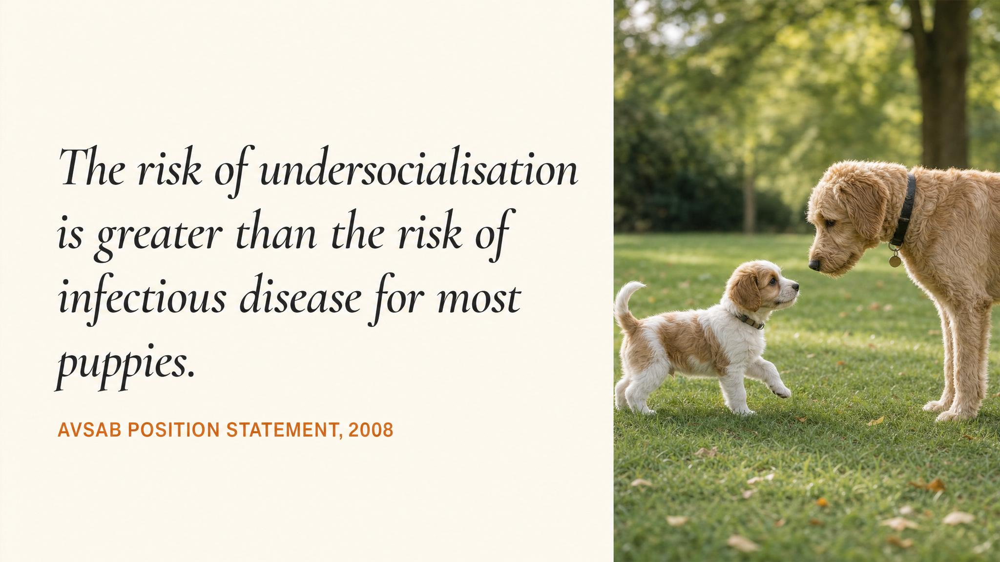 The risk of undersocialisation
is greater than the risk of
infectious disease for most
puppies.
AVSAB POSITION STATEMENT, 2008